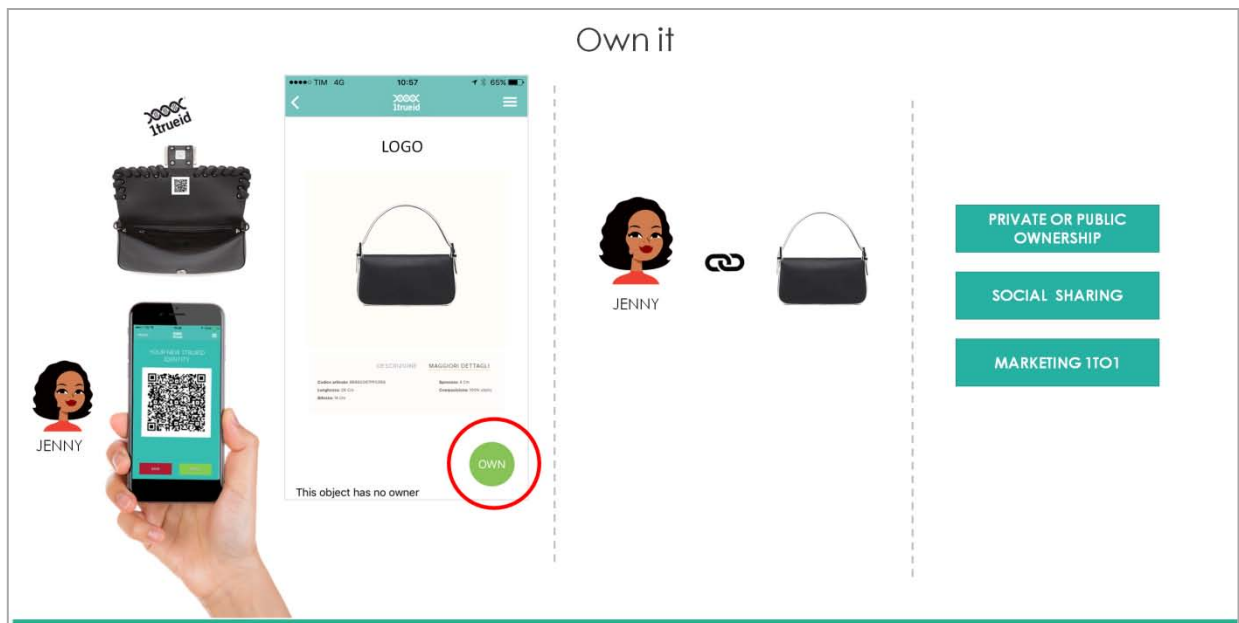 Own it
1trueid
JENNY
TIM 4G 10:57 65%
1trueid
LOGO
DESCRIZIONE MAGGIORI DETTAGLI
OWN
This object has no owner
JENNY
PRIVATE OR PUBLIC
OWNERSHIP
SOCIAL SHARING
MARKETING 1TO1